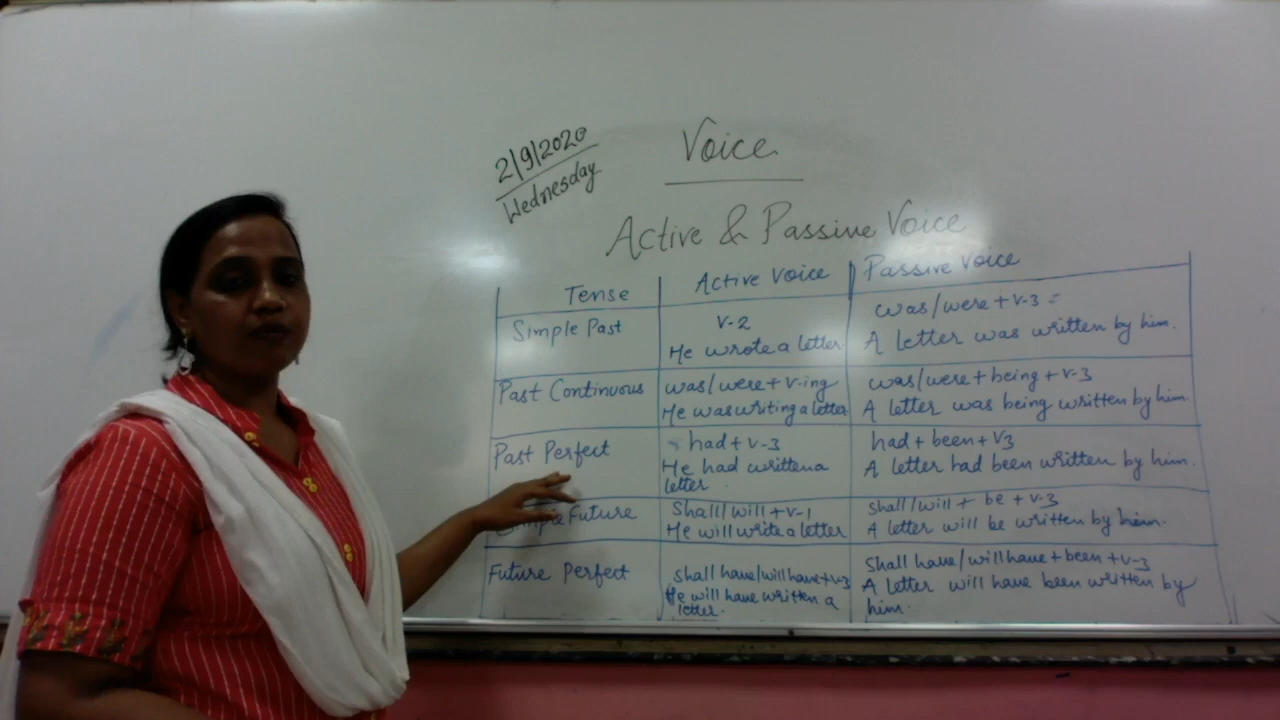 2/9/2020
Wednesday
Voice
Active & Passive Voice
Tense
Active Voice
Passive Voice
Simple Past
V-2
He wrote a letter
was/were + V-3 =
A letter was written by him.
Past Continuous
was/were + V-ing
He was writing a letter
was/were + being + V-3
A letter was being written by him.
Past Perfect
had + V-3
He had written a
letter.
had + been + V3
A letter had been written by him.
Future
Shall/will + V-1
He will write a letter
shall/will + be + V-3
A letter will be written by him.
Future Perfect
Shall have/will have + V-3
He will have written a
letter.
Shall have/will have + been + V-3
A letter will have been written by
him.